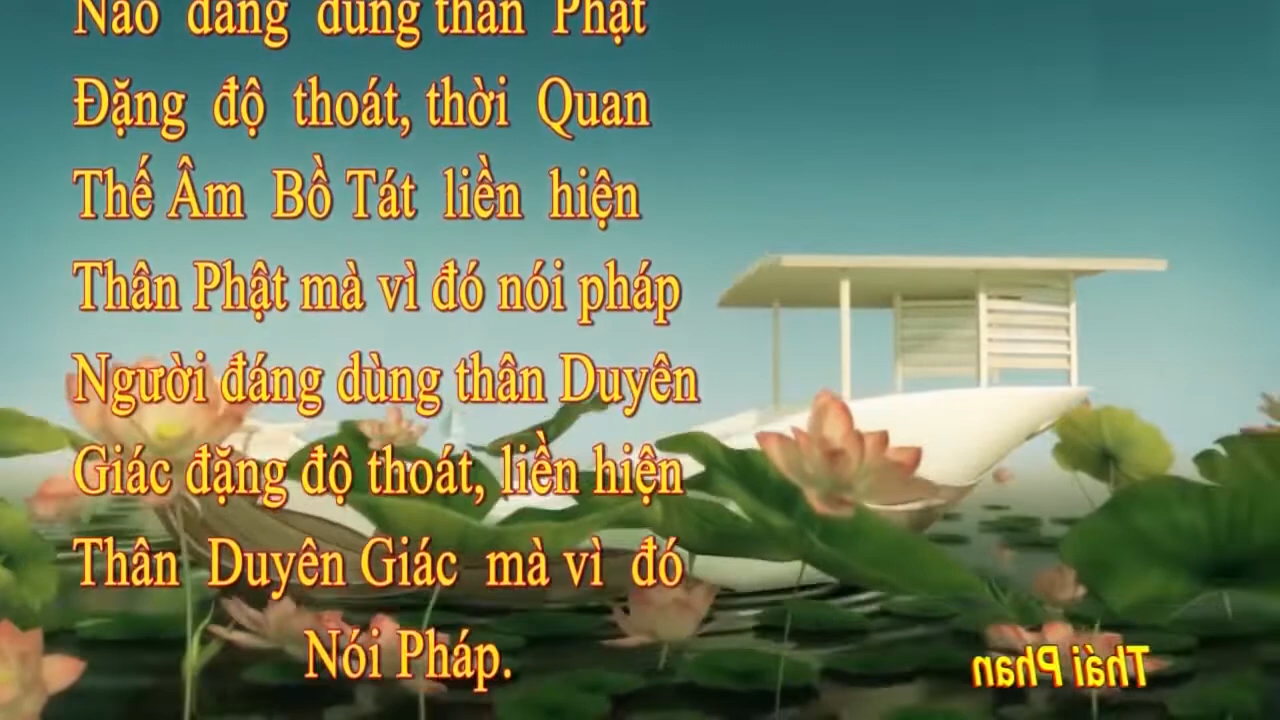 Nào đáng dùng thân Phật
Đặng độ thoát, thời Quan
Thế Âm Bồ Tát liền hiện
Thân Phật mà vì đó nói pháp
Người đáng dùng thân Duyên
Giác đặng độ thoát, liền hiện
Thân Duyên Giác mà vì đó
Nói Pháp.
Thái Phan